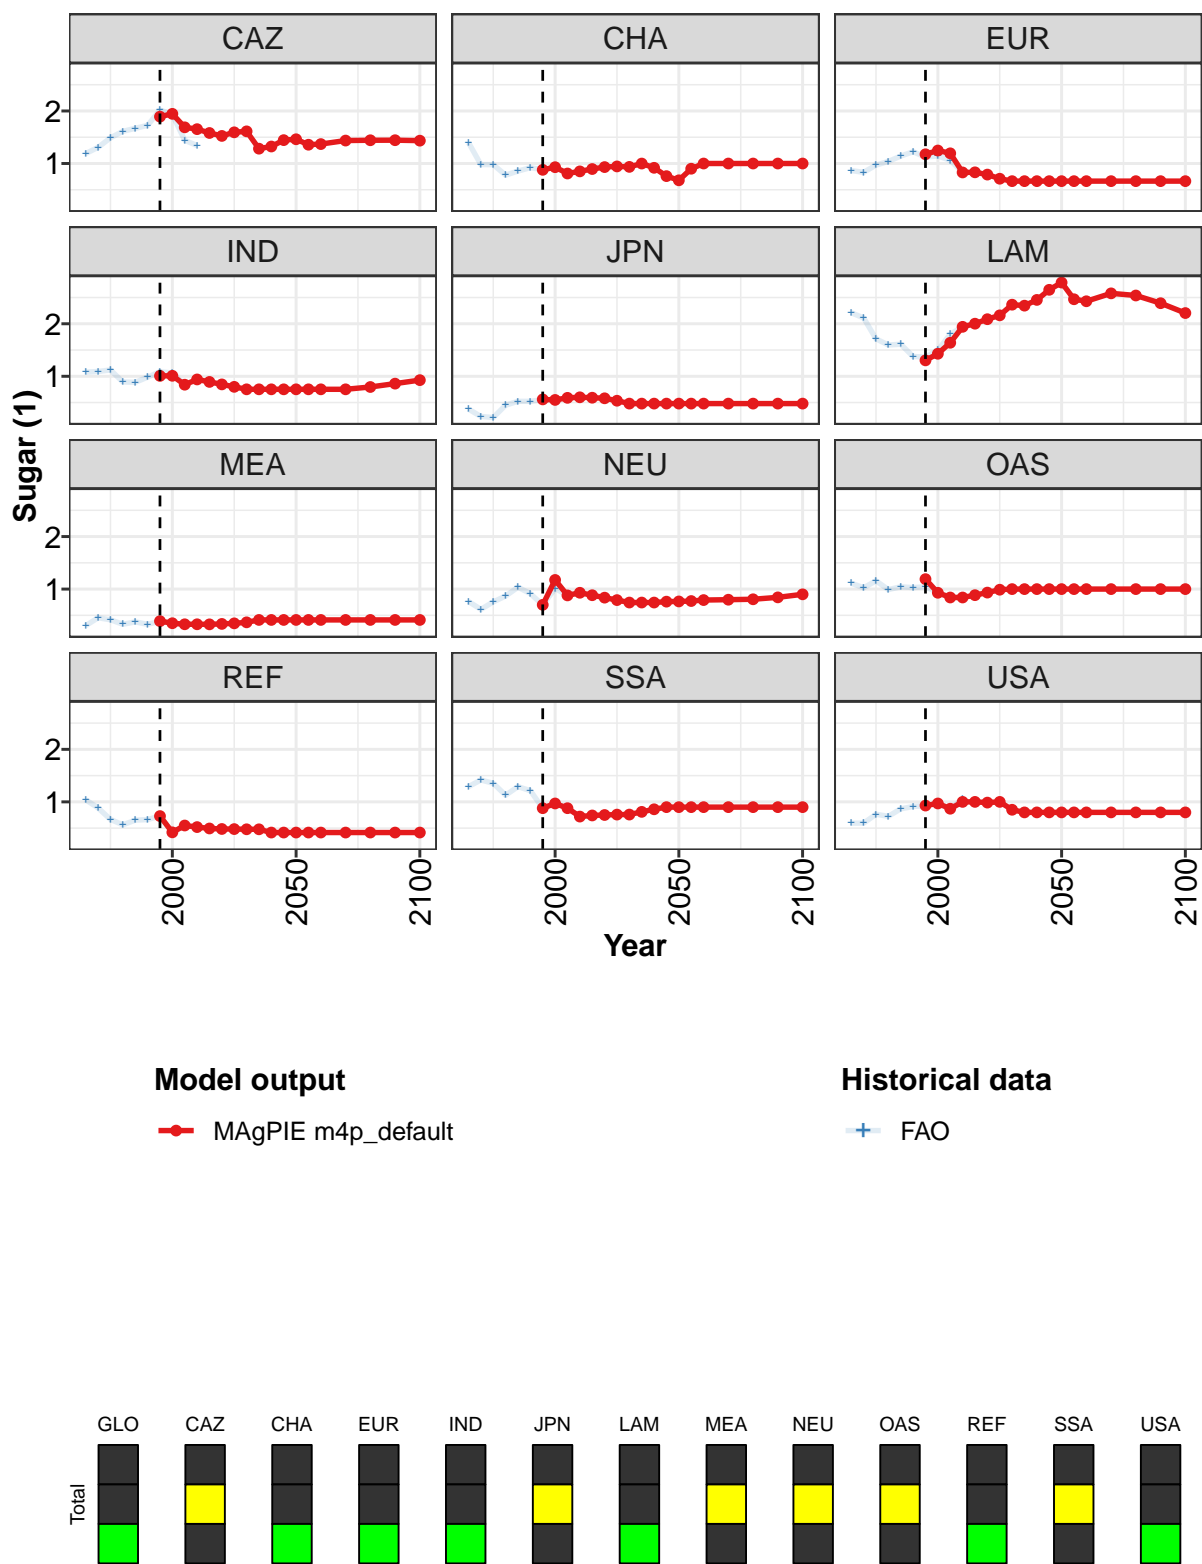 CAZ CHA EUR
2
1
IND JPN LAM
2
1
Sugar (1)
MEA NEU OAS
2
1
REF SSA USA
2
1
2000 2050 2100 2000 2050 2100 2000 2050 2100
Year
Model output Historical data
MAgPIE m4p_default FAO
GLO CAZ CHA EUR IND JPN LAM MEA NEU OAS REF SSA USA
Total